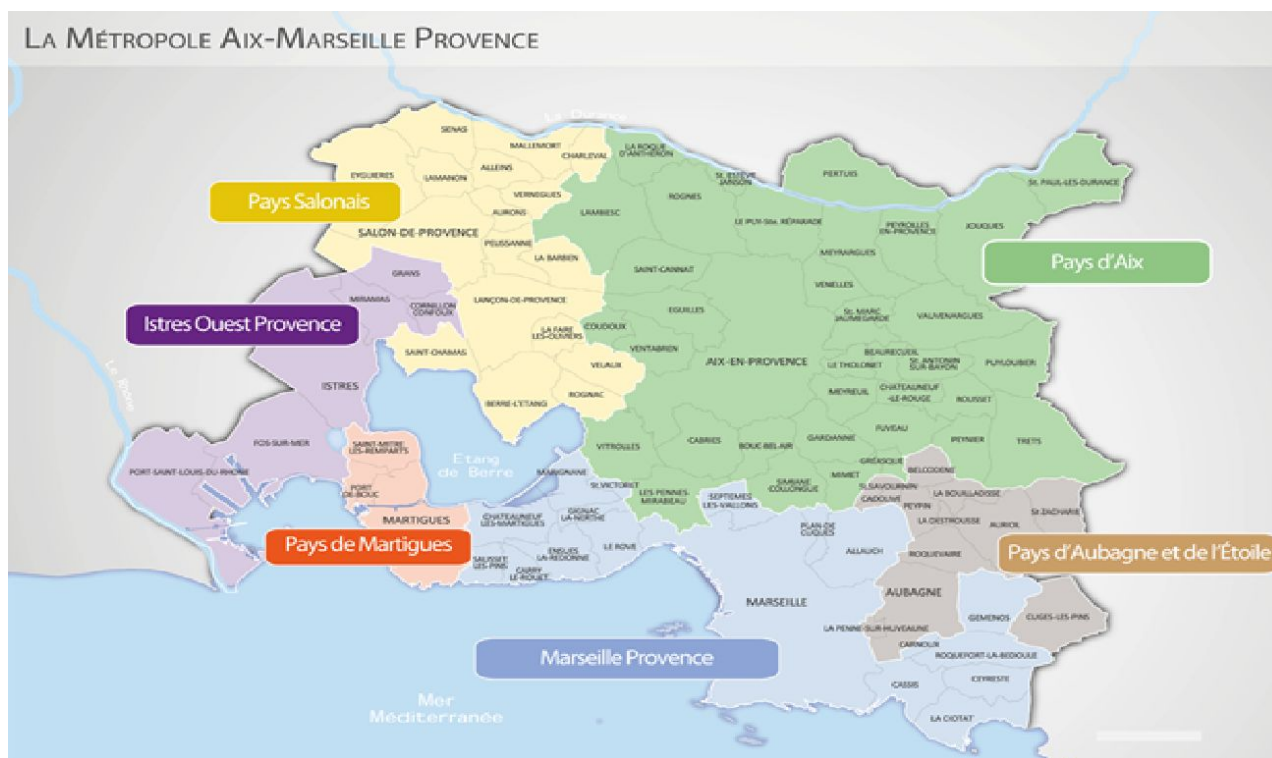 LA MÉTROPOLE AIX-MARSEILLE PROVENCE
La Durance
SENAS
MALLEMORT
CHARLEVAL
LA ROQUE
D'ANTHERON
ALLEINS
EYGUIERES
LAMANON
ST. ESTÈVE
JANSON
PERTUIS
St. PAUL-LES-DURANCE
VERNEGUES
ROGNES
Pays Salonais
AURONS
LAMBESC
LE PUY-Ste. RÉPARADE
PEYROLLES
EN-PROVENCE
JOUQUES
SALON-DE-PROVENCE
PELISSANNE
LA BARBEN
MEYRARGUES
Pays d'Aix
GRANS
SAINT-CANNAT
VENELLES
MIRAMAS
CORNILLON
CONFOUX
LANÇON-DE-PROVENCE
EGUILLES
St. MARC
JAUMEGARDE
VAUVENARGUES
Istres Ouest Provence
LA FARE
LES-OLIVIERS
COUDOUX
VENTABREN
SAINT-CHAMAS
BEAURECUEIL
AIX-EN-PROVENCE
LE THOLONET
St. ANTONIN
SUR-BAYON
PUYLOUBIER
VELAUX
Le Rhône
ISTRES
ROGNAC
BERRE-L'ETANG
MEYREUIL
CHATEAUNEUF
-LE-ROUGE
ROUSSET
FUVEAU
FOS-SUR-MER
SAINT-MITRE
LES-REMPARTS
VITROLLES
CABRIES
BOUC-BEL-AIR
GARDANNE
PEYNIER
TRETS
Etang
de Berre
GRÉASQUE
PORT-SAINT-LOUIS-DU-RHONE
MARIGNANE
BELCODENE
MIMET
PORT
DE-BOUC
St.VICTORET
LES PENNES
MIRABEAU
SEPTEMES
LES-VALLONS
SIMIANE
COLLONGUE
St.SAVOURNIN
CADOLIVE
LA BOUILLADISSE
PEYPIN
MARTIGUES
CHATEAUNEUF
LES-MARTIGUES
GIGNAC
LA-NERTHE
PLAN-DE
CUQUES
LA DESTROUSSE
AURIOL
St.ZACHARIE
Pays de Martigues
SAUSSET
LES-PINS
ENSUES
LA-REDONNE
LE ROVE
ALLAUCH
ROQUEVAIRE
Pays d'Aubagne et de l'Étoile
CARRY
LE-ROUET
MARSEILLE
AUBAGNE
GEMENOS
CUGES-LES-PINS
LA PENNE-SUR-HUVEAUNE
CARNOUX
Marseille Provence
ROQUEFORT-LA-BEDOULE
CASSIS
CEYRESTE
Mer
Méditerranée
LA CIOTAT